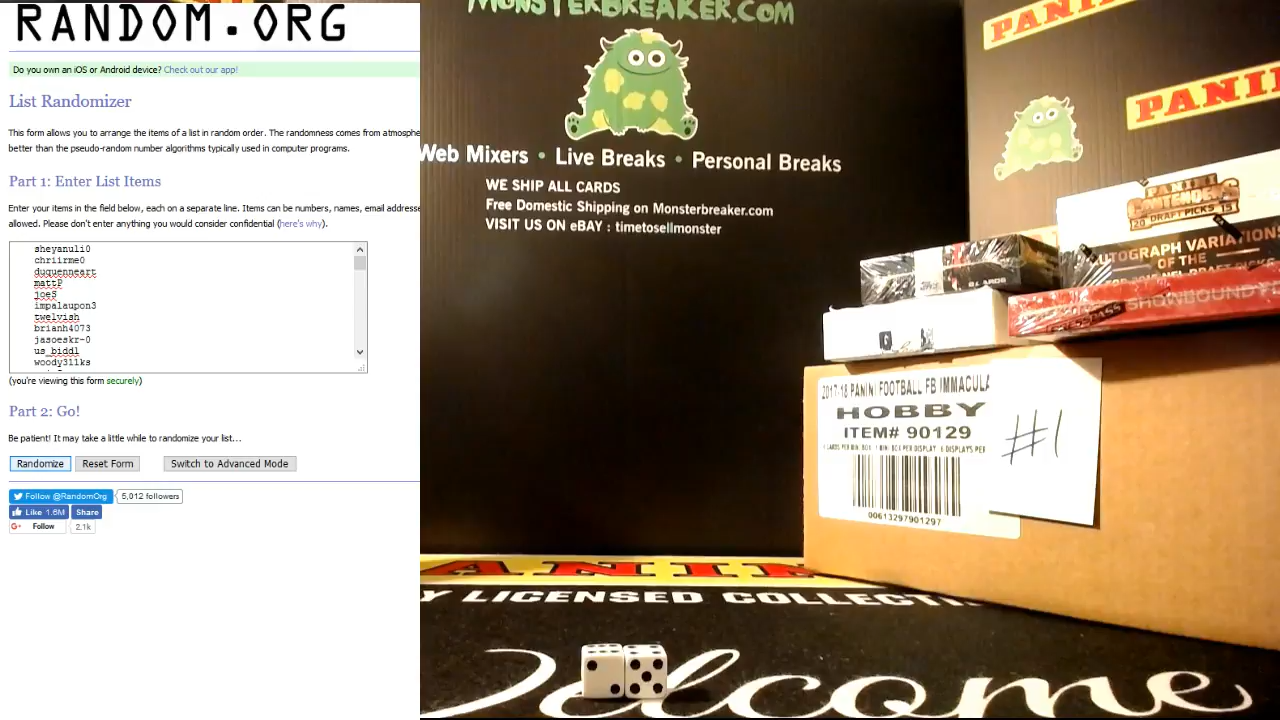 RANDOM.ORG
Do you own an iOS or Android device? Check out our app!
List Randomizer
This form allows you to arrange the items of a list in random order. The randomness comes from atmosphe
better than the pseudo-random number algorithms typically used in computer programs.
Part 1: Enter List Items
Enter your items in the field below, each on a separate line. Items can be numbers, names, email addresse
allowed. Please don't enter anything you would consider confidential (here's why).
sheyanuli0
chriirme0
duquenneart
mattP
joeS
impalaupon3
twelvish
brianh4073
jasoeskr-0
us_biddl
woody311ks
(you're viewing this form securely)
Part 2: Go!
Be patient! It may take a little while to randomize your list...
Randomize
Reset Form
Switch to Advanced Mode
Follow @RandomOrg
5,012 followers
Like 1.6M
Share
Follow
2.1k
MONSTERBREAKER.COM
Web Mixers • Live Breaks • Personal Breaks
WE SHIP ALL CARDS
Free Domestic Shipping on Monsterbreaker.com
VISIT US ON eBAY : timetosellmonster
PANINI
PANINI
PANINI
CONTENDERS
20 DRAFT PICKS 15
AUTOGRAPH VARIATIONS
OF THE
SHOWBOUND
2017-18 PANINI FOOTBALL FB IMMACULA
HOBBY
ITEM# 90129
00613297901297
#1
PANINI
Y LICENSED COLLECTI
Welcome